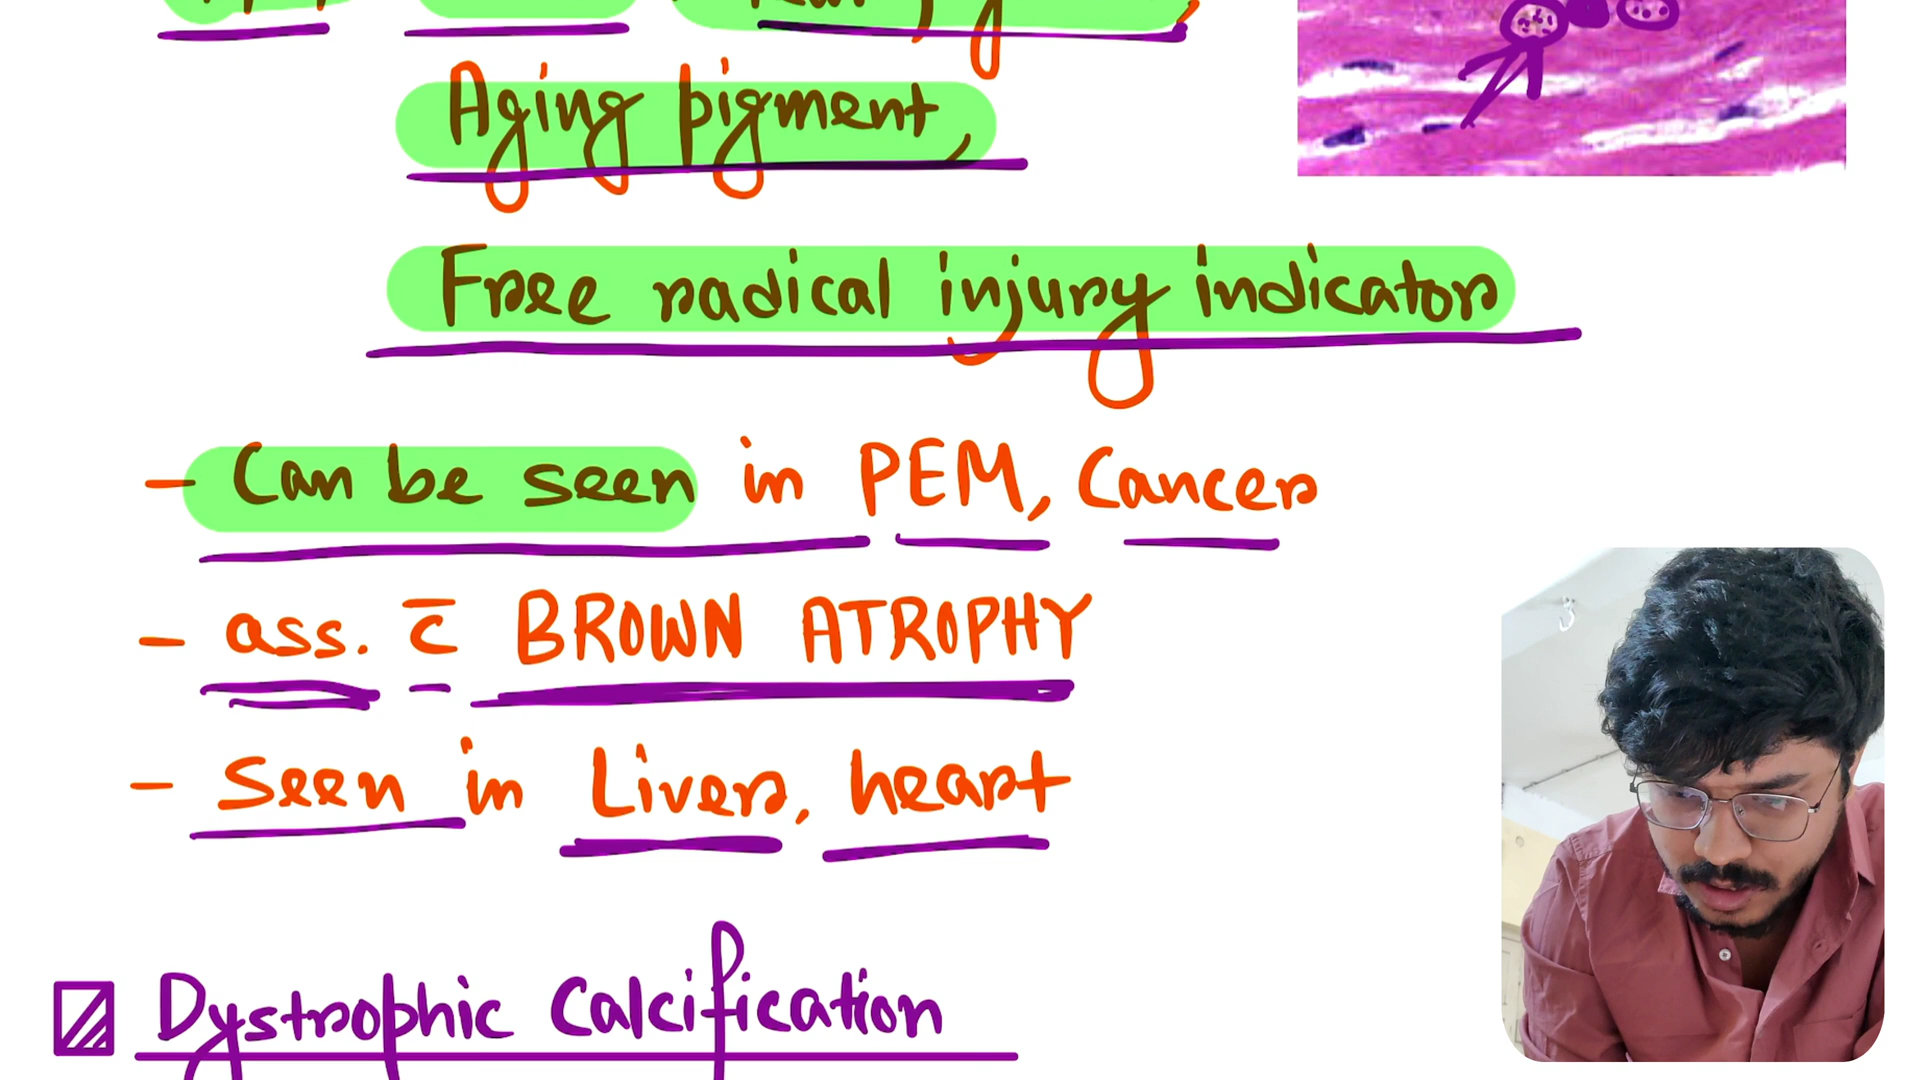 Aging pigment,
Free radical injury indicator
- Can be seen in PEM, Cancer
- ass. c̅ BROWN ATROPHY
- Seen in Liver, heart
Dystrophic Calcification